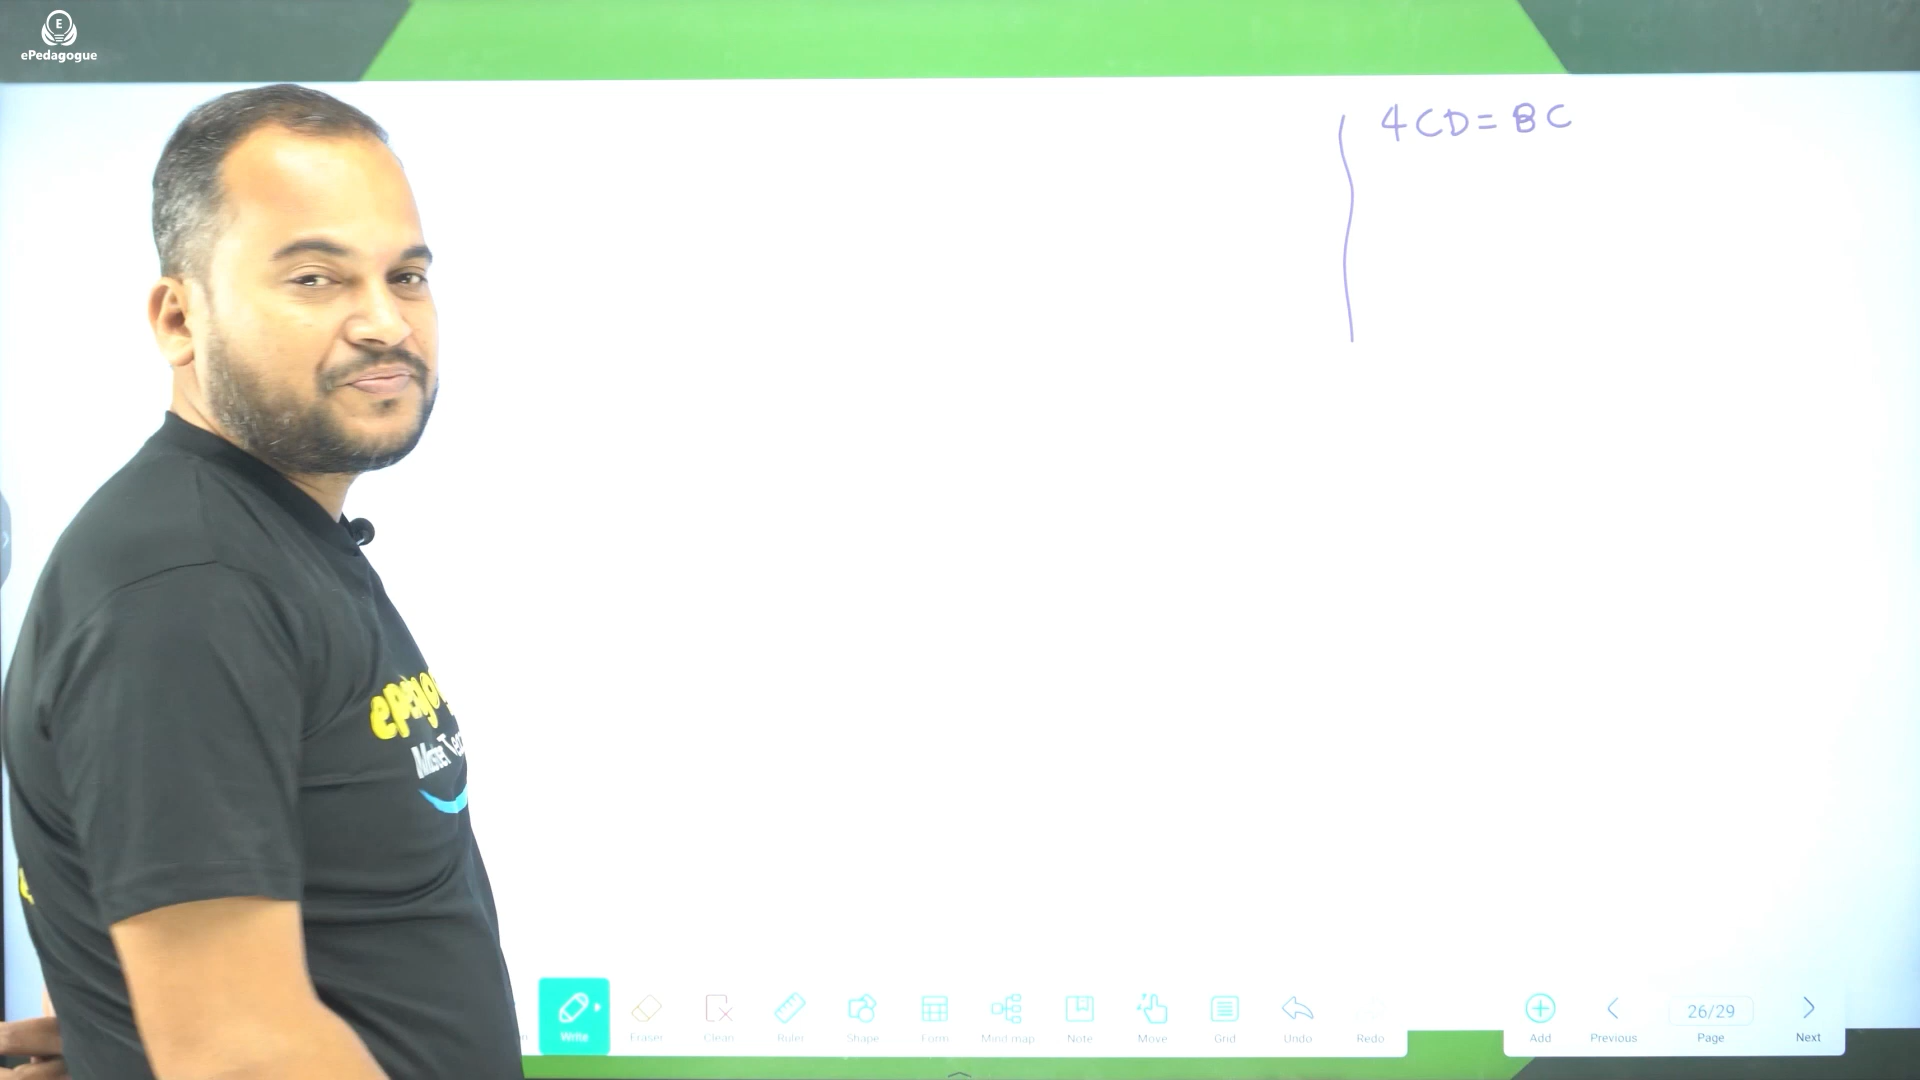 E
ePedagogue
4CD=BC
Master
Write
Eraser
Clean
Ruler
Shape
Form
Mind map
Note
Move
Grid
Undo
Redo
Add
Previous
26/29
Page
Next